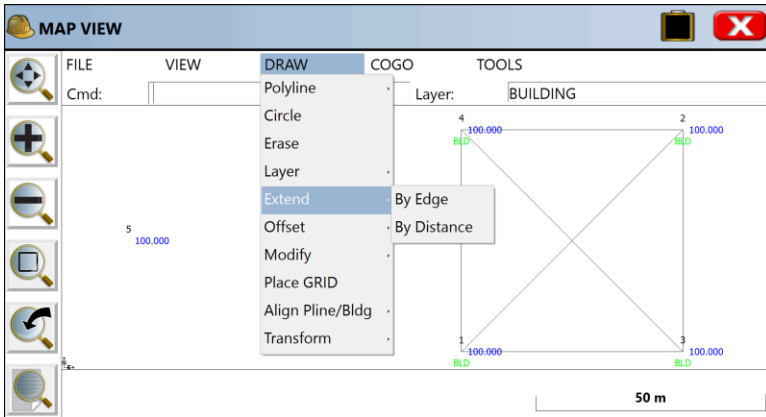 MAP VIEW
FILE VIEW DRAW COGO TOOLS
Cmd: Layer: BUILDING
Polyline
Circle
Erase
Layer
Extend
By Edge
By Distance
Offset
Modify
Place GRID
Align Pline/Bldg
Transform
4
100.000
BLD
2
100.000
BLD
5
100.000
1
100.000
BLD
3
100.000
BLD
50 m